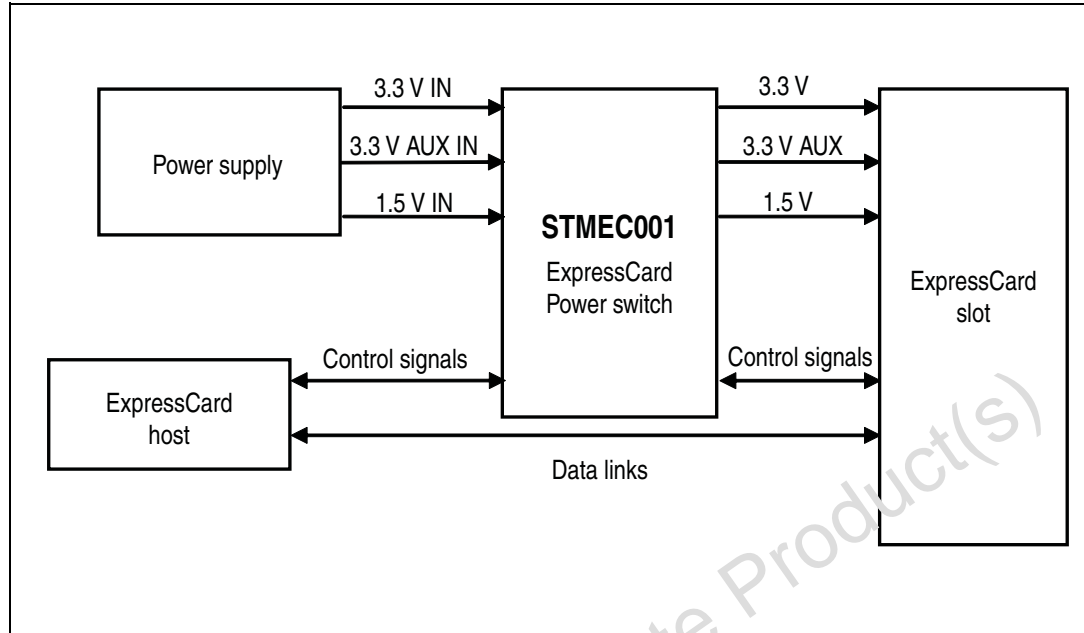 3.3 V IN
3.3 V AUX IN
1.5 V IN
Power supply
STMEC001
ExpressCard
Power switch
3.3 V
3.3 V AUX
1.5 V
ExpressCard
slot
Control signals
Control signals
ExpressCard
host
Data links
Product(s)